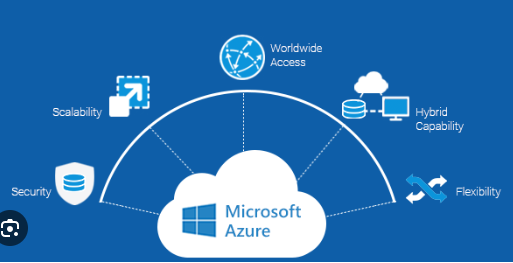 Worldwide
Access
Scalability
Hybrid
Capability
Security
Flexibility
Microsoft
Azure